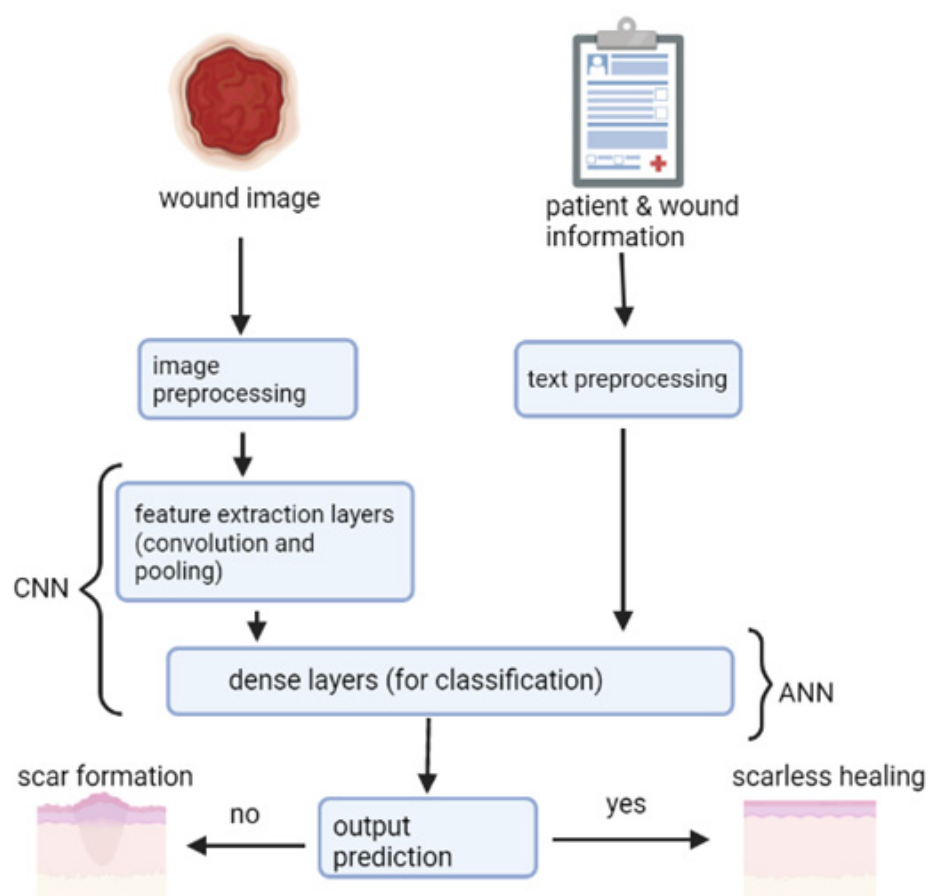 wound image
patient & wound
information
image
preprocessing
text preprocessing
feature extraction layers
(convolution and
pooling)
CNN
dense layers (for classification)
ANN
scar formation
scarless healing
no
yes
output
prediction